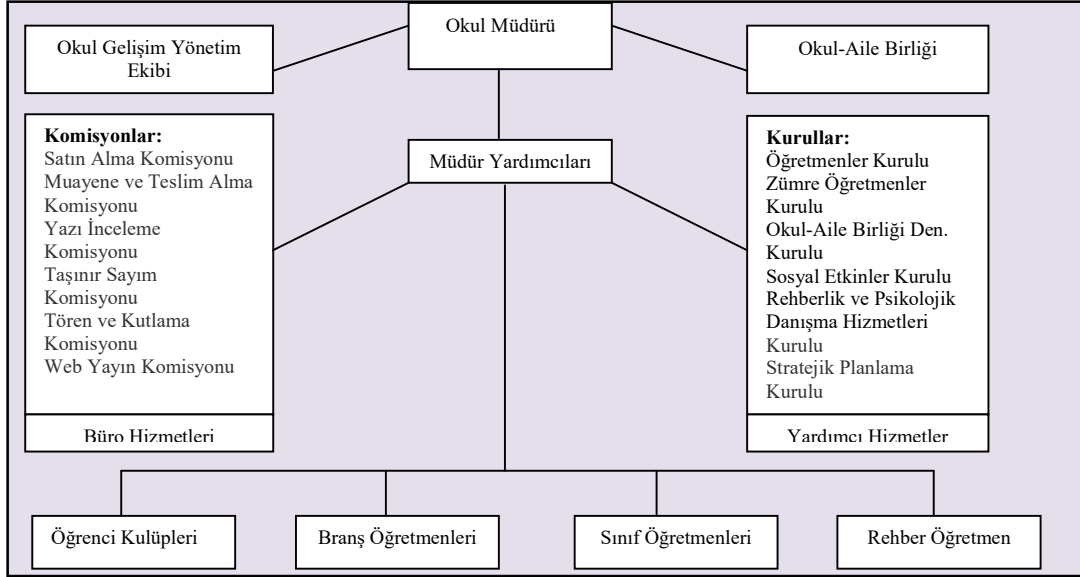 Okul Müdürü
Okul Gelişim Yönetim
Ekibi
Okul-Aile Birliği
Komisyonlar:
Satın Alma Komisyonu
Muayene ve Teslim Alma
Komisyonu
Yazı İnceleme
Komisyonu
Taşınır Sayım
Komisyonu
Tören ve Kutlama
Komisyonu
Web Yayın Komisyonu
Büro Hizmetleri
Müdür Yardımcıları
Kurullar:
Öğretmenler Kurulu
Zümre Öğretmenler
Kurulu
Okul-Aile Birliği Den.
Kurulu
Sosyal Etkinler Kurulu
Rehberlik ve Psikolojik
Danışma Hizmetleri
Kurulu
Stratejik Planlama
Kurulu
Yardımcı Hizmetler
Öğrenci Kulüpleri
Branş Öğretmenleri
Sınıf Öğretmenleri
Rehber Öğretmen